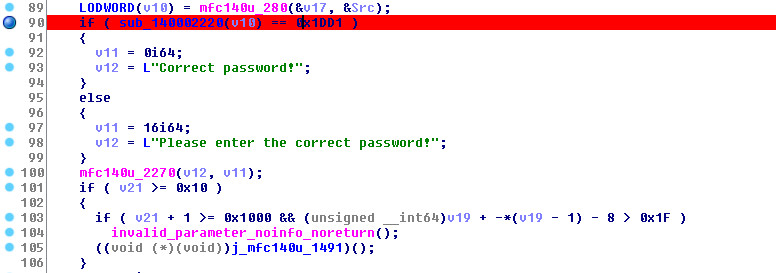 89 LODWORD(v10) = mfc140u_280(&v17, &Src);
90 if ( sub_140002220(v18) == 0x1DD1 )
91 {
92 v11 = 0i64;
93 v12 = L"Correct password!";
94 }
95 else
96 {
97 v11 = 16i64;
98 v12 = L"Please enter the correct password!";
99 }
100 mfc140u_2270(v12, v11);
101 if ( v21 >= 0x10 )
102 {
103 if ( v21 + 1 >= 0x1000 && (unsigned __int64)v19 + -*(v19 - 1) - 8 > 0x1F )
104 invalid_parameter_noinfo_noreturn();
105 ((void (*)(void))j_mfc140u_1491)();
106 }